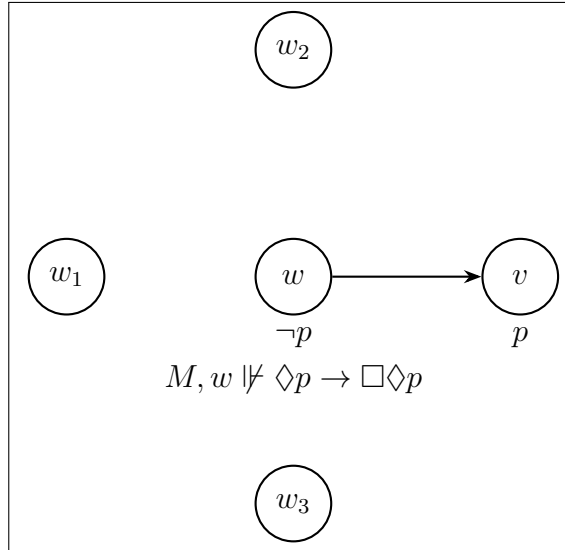 w₂
w₁ w v
¬p p
M, w ⊮ ◊p → □◊p
w₃